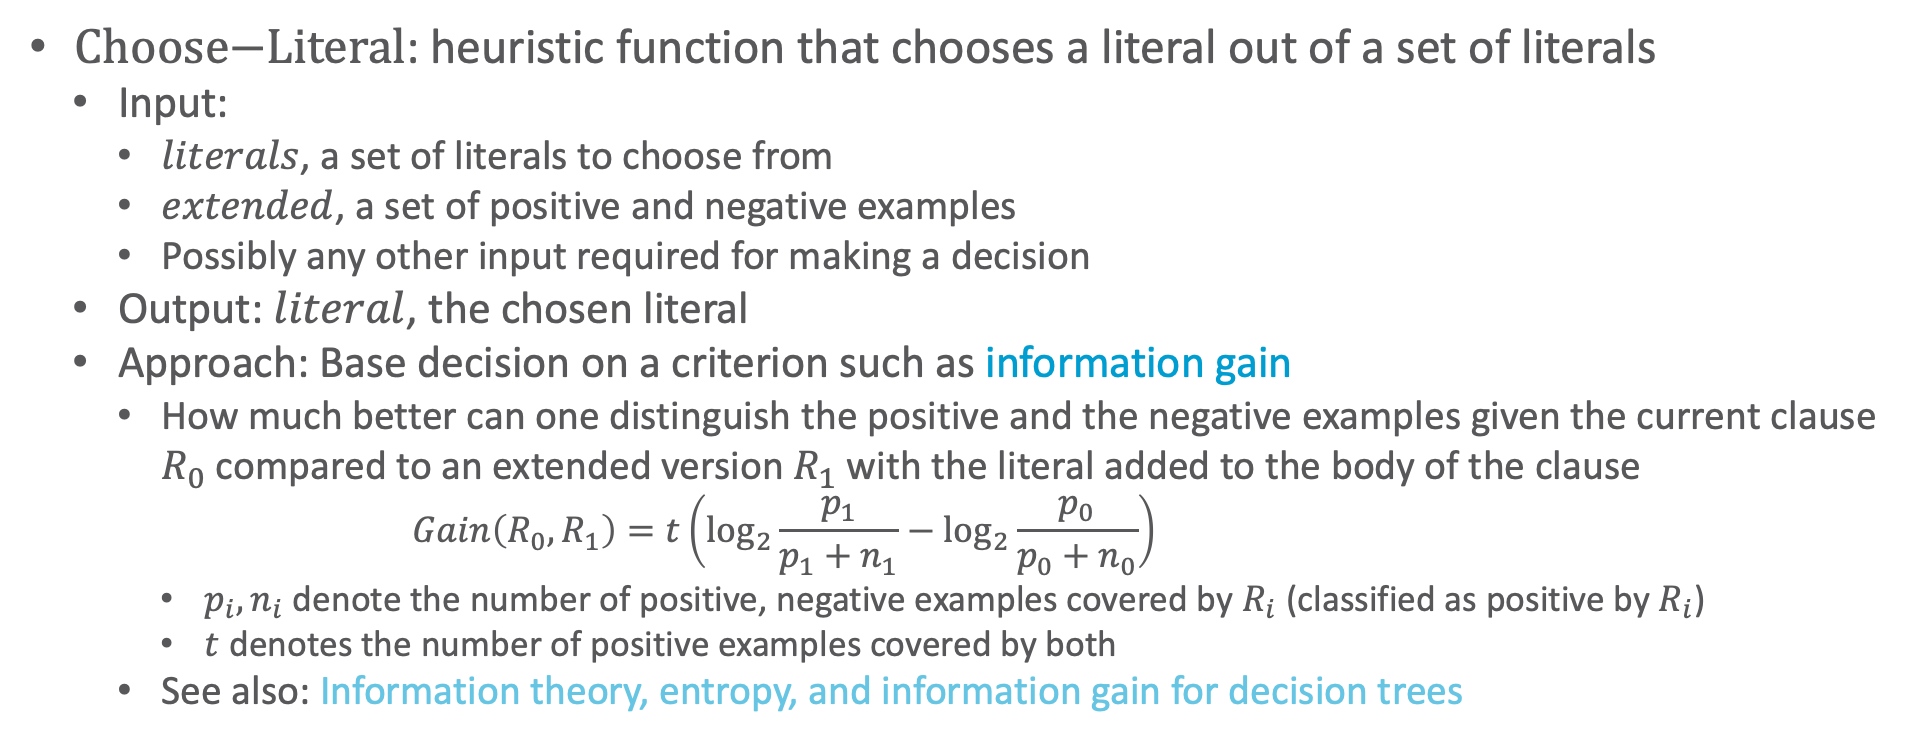 • Choose−Literal: heuristic function that chooses a literal out of a set of literals
• Input:
• literals, a set of literals to choose from
• extended, a set of positive and negative examples
• Possibly any other input required for making a decision
• Output: literal, the chosen literal
• Approach: Base decision on a criterion such as information gain
• How much better can one distinguish the positive and the negative examples given the current clause
R₀ compared to an extended version R₁ with the literal added to the body of the clause
Gain(R₀, R₁) = t (log₂ p₁/(p₁ + n₁) − log₂ p₀/(p₀ + n₀))
• pᵢ, nᵢ denote the number of positive, negative examples covered by Rᵢ (classified as positive by Rᵢ)
• t denotes the number of positive examples covered by both
• See also: Information theory, entropy, and information gain for decision trees